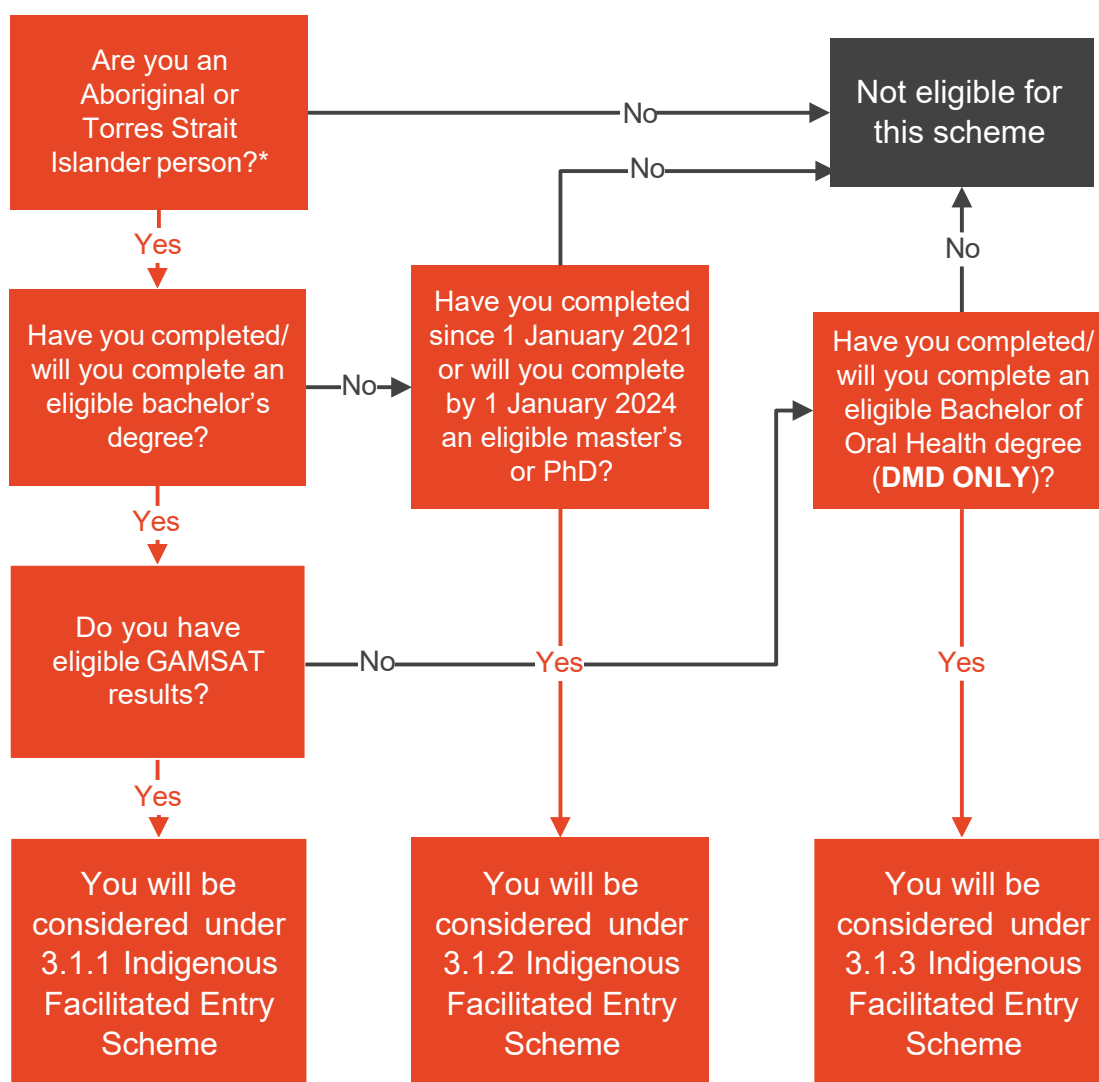 Are you an
Aboriginal or
Torres Strait
Islander person?*
No
Not eligible for
this scheme
No
Yes
No
Have you completed/
will you complete an
eligible bachelor's
degree?
No
Have you completed
since 1 January 2021
or will you complete
by 1 January 2024
an eligible master's
or PhD?
Have you completed/
will you complete an
eligible Bachelor of
Oral Health degree
(DMD ONLY)?
Yes
Do you have
eligible GAMSAT
results?
No
Yes
Yes
Yes
You will be
considered under
3.1.1 Indigenous
Facilitated Entry
Scheme
You will be
considered under
3.1.2 Indigenous
Facilitated Entry
Scheme
You will be
considered under
3.1.3 Indigenous
Facilitated Entry
Scheme